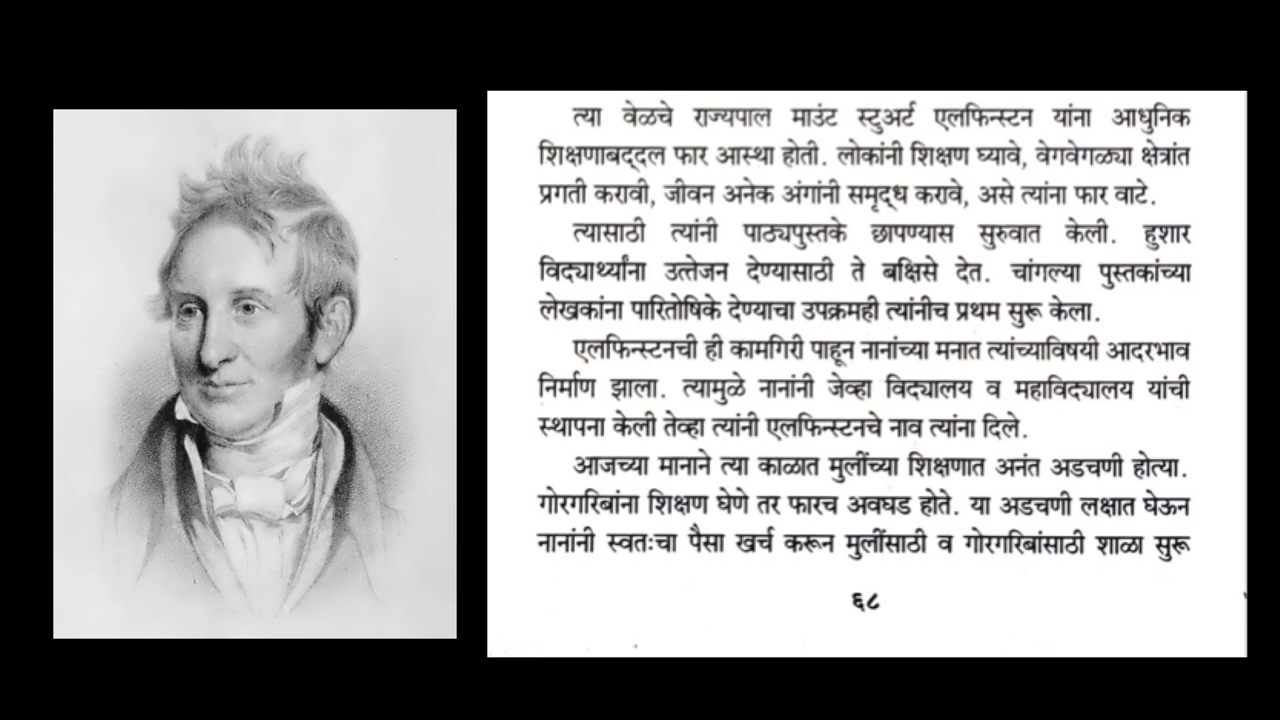 त्या वेळचे राज्यपाल माउंट स्टुअर्ट एलफिन्स्टन यांना आधुनिक
शिक्षणाबद्दल फार आस्था होती. लोकांनी शिक्षण घ्यावे, वेगवेगळ्या क्षेत्रांत
प्रगती करावी, जीवन अनेक अंगांनी समृद्ध करावे, असे त्यांना फार वाटे.
त्यासाठी त्यांनी पाठ्यपुस्तके छापण्यास सुरुवात केली. हुशार
विद्यार्थ्यांना उत्तेजन देण्यासाठी ते बक्षिसे देत. चांगल्या पुस्तकांच्या
लेखकांना पारितोषिके देण्याचा उपक्रमही त्यांनीच प्रथम सुरू केला.
एलफिन्स्टनची ही कामगिरी पाहून नानांच्या मनात त्यांच्याविषयी आदरभाव
निर्माण झाला. त्यामुळे नानांनी जेव्हा विद्यालय व महाविद्यालय यांची
स्थापना केली तेव्हा त्यांनी एलफिन्स्टनचे नाव त्यांना दिले.
आजच्या मानाने त्या काळात मुलींच्या शिक्षणात अनंत अडचणी होत्या.
गोरगरिबांना शिक्षण घेणे तर फारच अवघड होते. या अडचणी लक्षात घेऊन
नानांनी स्वतःचा पैसा खर्च करून मुलींसाठी व गोरगरिबांसाठी शाळा सुरू
६८